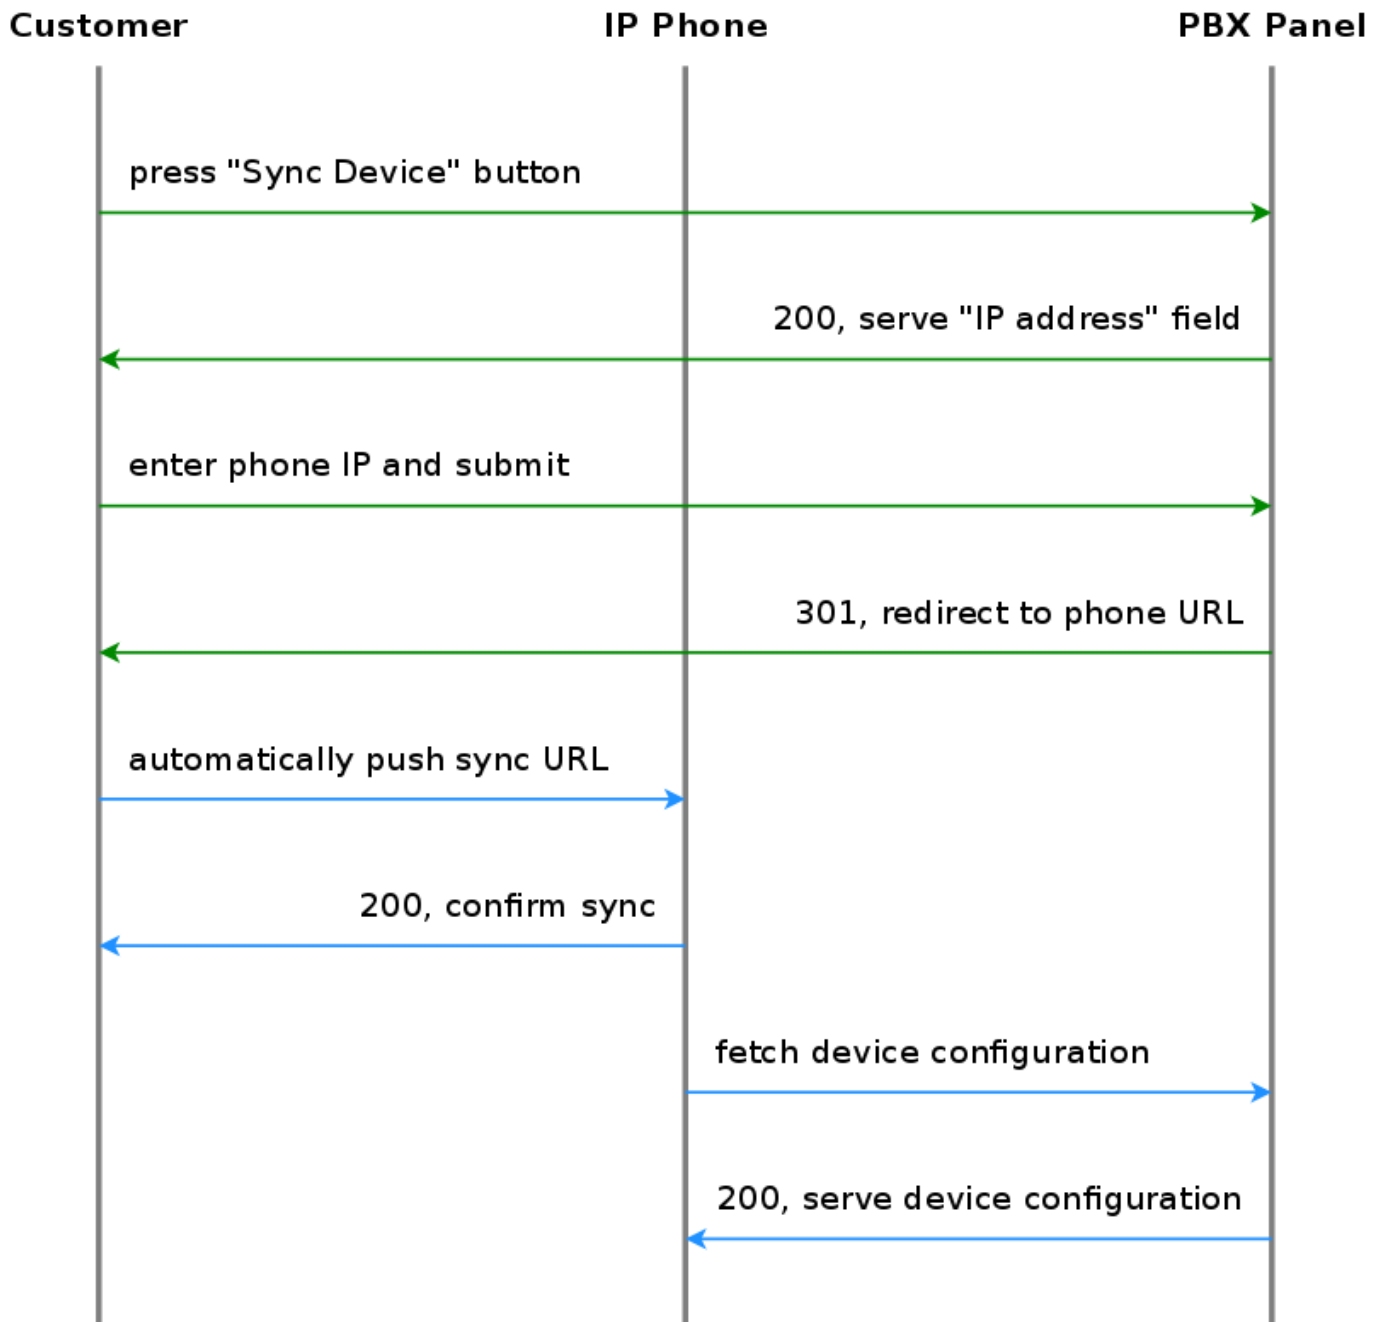 Customer IP Phone PBX Panel
press "Sync Device" button
200, serve "IP address" field
enter phone IP and submit
301, redirect to phone URL
automatically push sync URL
200, confirm sync
fetch device configuration
200, serve device configuration